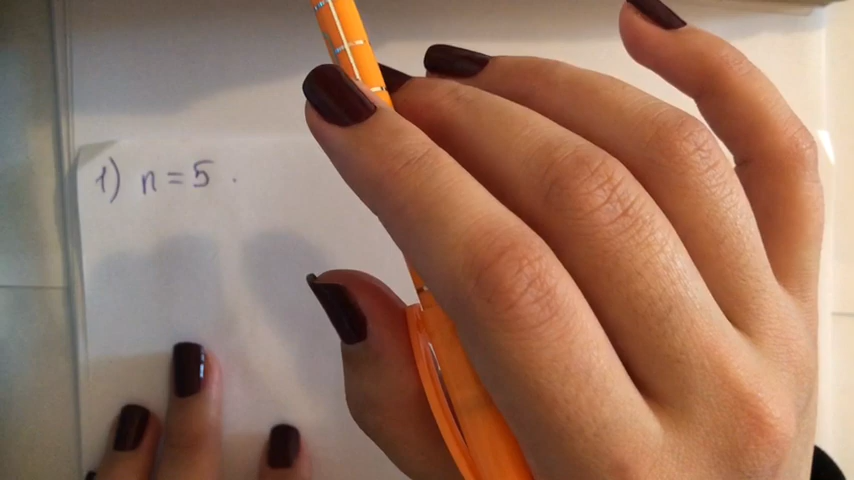 1) n = 5 .